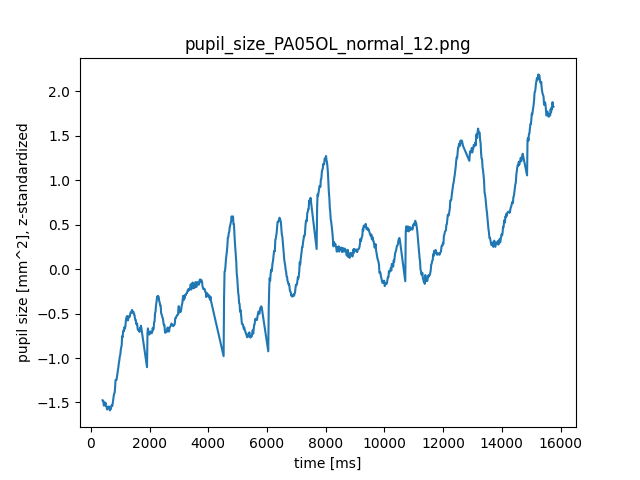 pupil_size_PA05OL_normal_12.png
pupil size [mm^2], z-standardized
2.0
1.5
1.0
0.5
0.0
−0.5
−1.0
−1.5
0 2000 4000 6000 8000 10000 12000 14000 16000
time [ms]